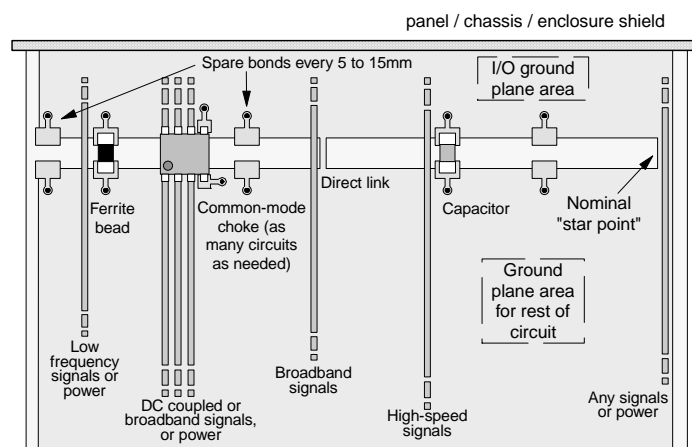 panel / chassis / enclosure shield
Spare bonds every 5 to 15mm
I/O ground
plane area
Direct link
Ferrite
bead
Common-mode
choke (as
many circuits
as needed)
Capacitor
Nominal
"star point"
Ground
plane area
for rest of
circuit
Low
frequency
signals or
power
DC coupled or
broadband signals,
or power
Broadband
signals
High-speed
signals
Any signals
or power